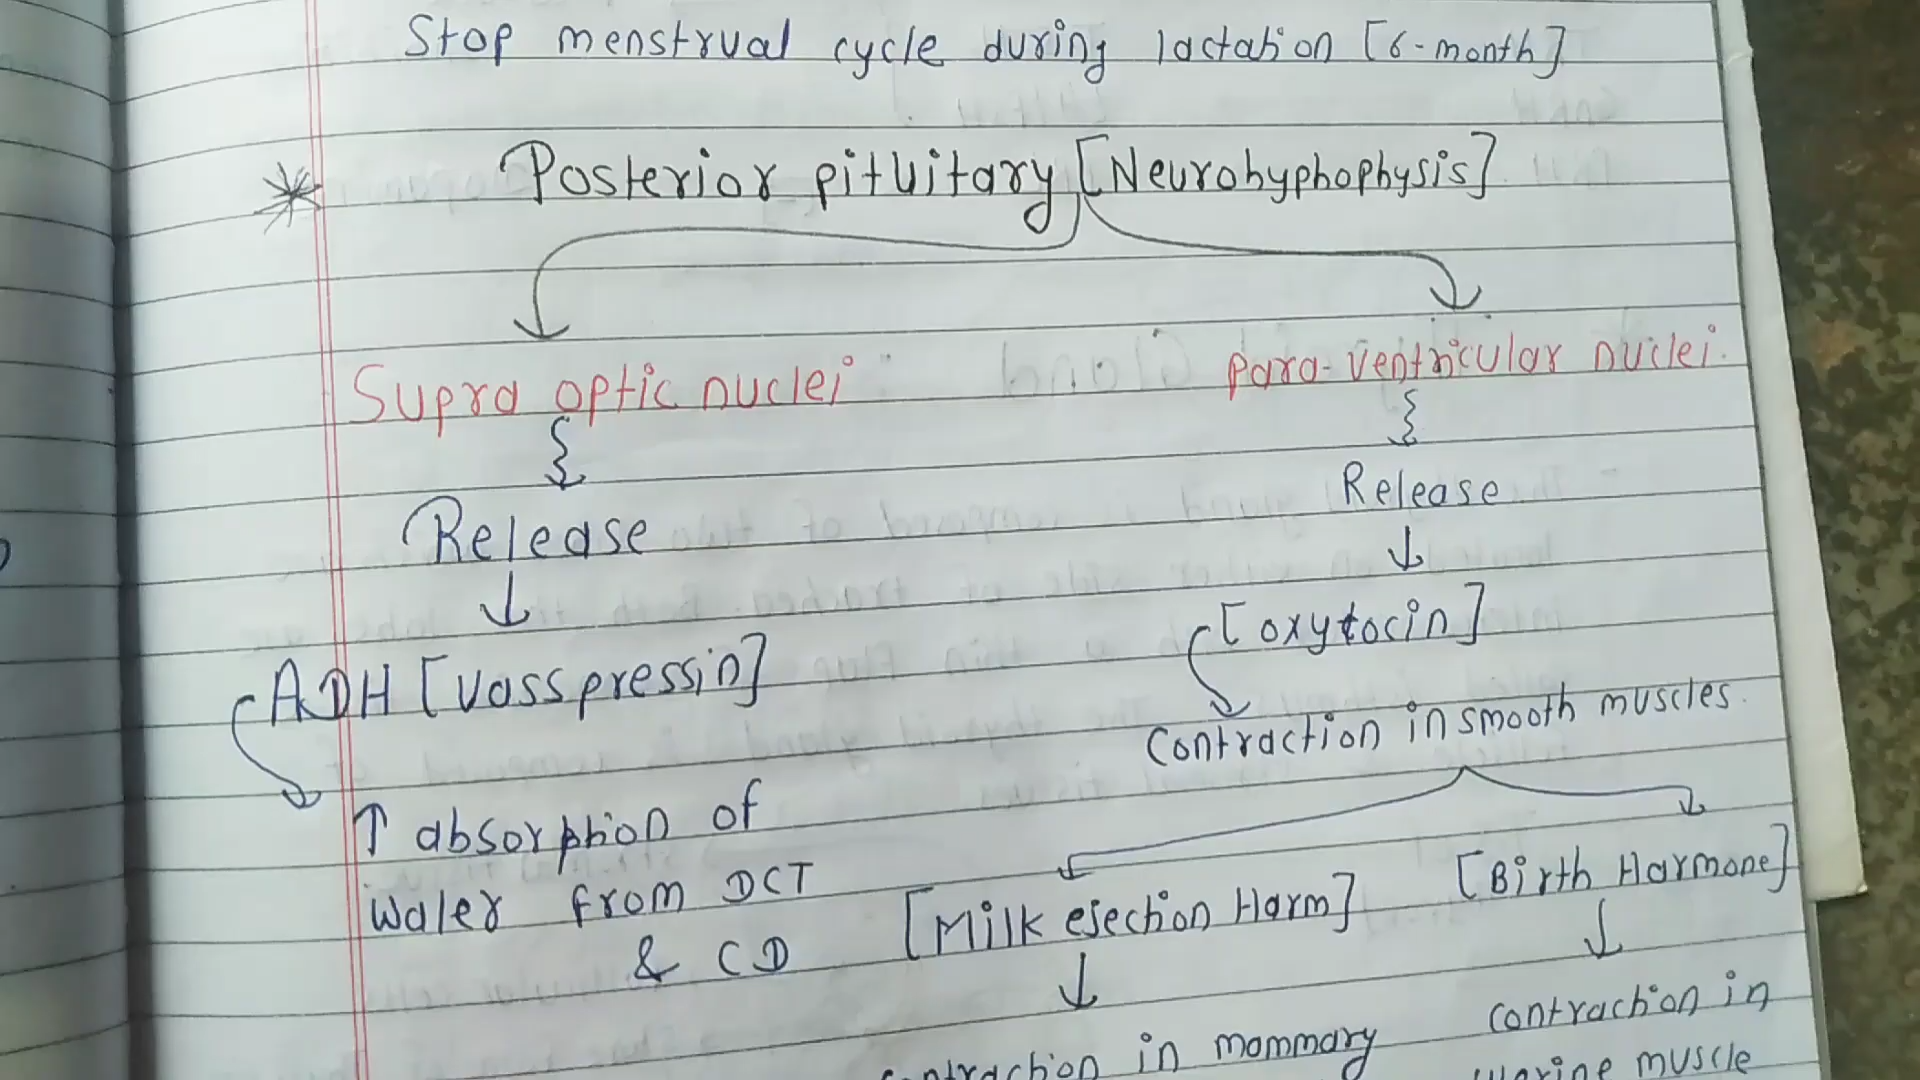 Stop menstrual cycle during lactation [6-month]
Posterior pituitary [Neurohyphophysis]
Supra optic nuclei
para-ventricular nuclei.
Release
Release
ADH [vasspressin]
[oxytocin]
Contraction in smooth muscles.
↑ absorption of
water from DCT
& CD
[Milk ejection Harm]
[Birth Harmone]
contraction in mammary
contraction in
muscle